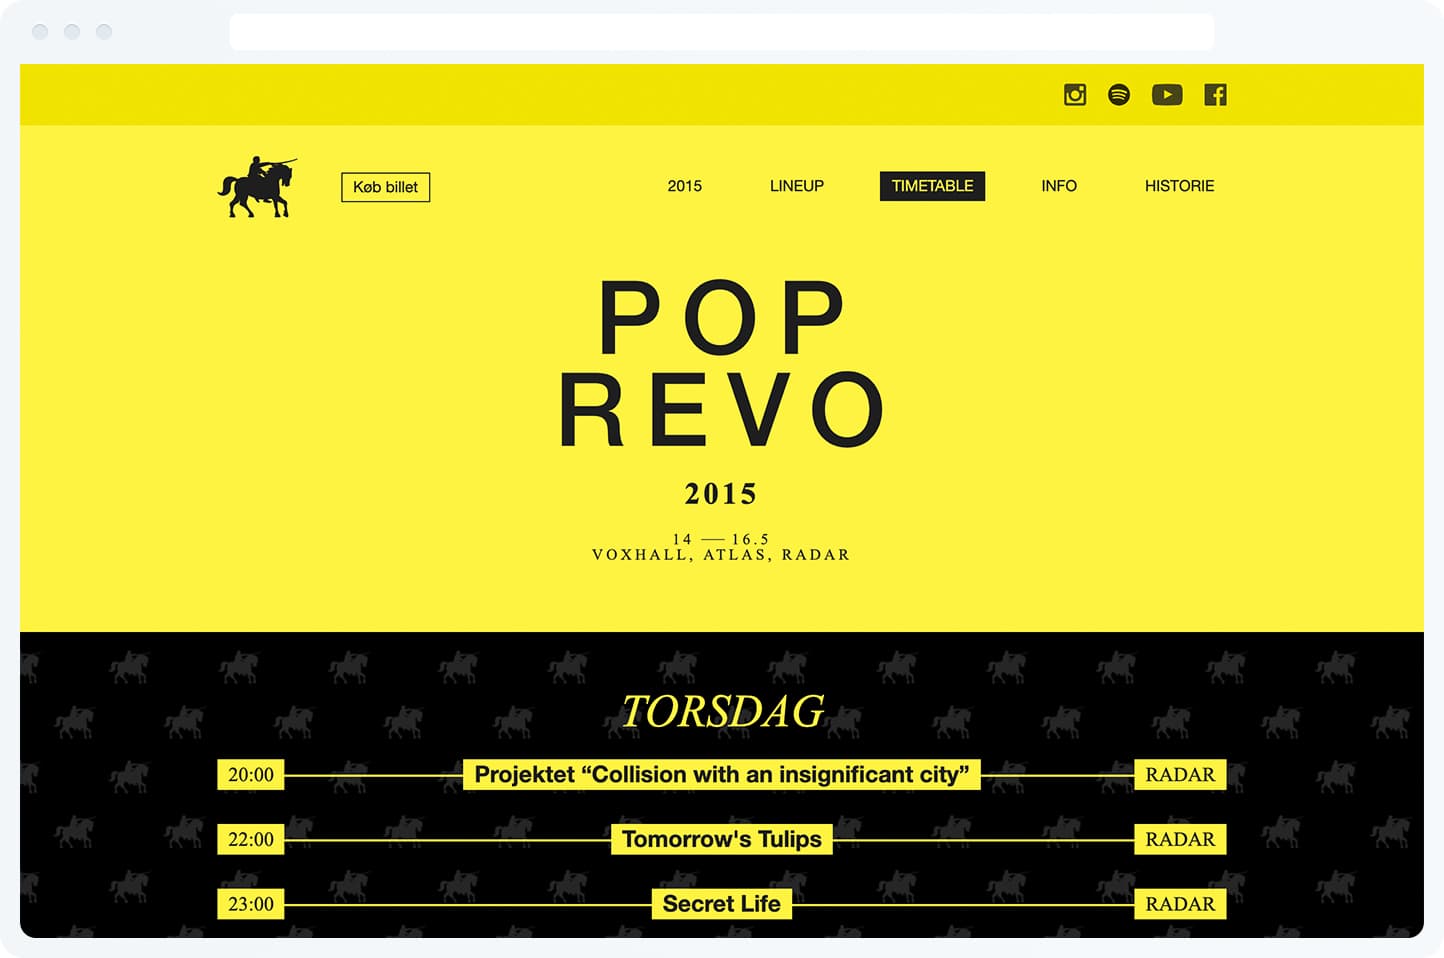 Køb billet
2015
LINEUP
TIMETABLE
INFO
HISTORIE
POP
REVO
2015
14 — 16.5
VOXHALL, ATLAS, RADAR
TORSDAG
20:00 Projektet “Collision with an insignificant city” RADAR
22:00 Tomorrow's Tulips RADAR
23:00 Secret Life RADAR